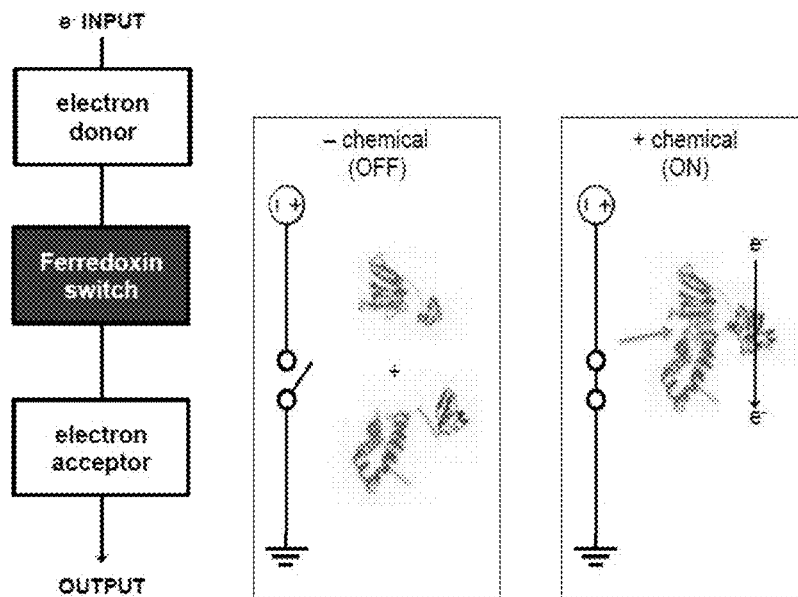 e- INPUT
electron
donor
Ferredoxin
switch
electron
acceptor
OUTPUT
– chemical
(OFF)
+
+ chemical
(ON)
e-
e-